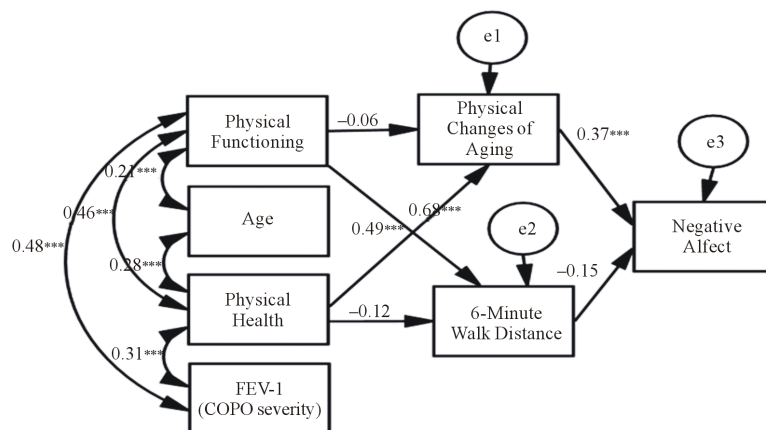 e1
Physical
Functioning
−0.06
Physical
Changes of
Aging
0.37***
e3
0.21***
0.46***
Age
0.68***
0.49***
e2
Negative
Alfect
0.48***
0.28***
−0.15
Physical
Health
−0.12
6-Minute
Walk Distance
0.31***
FEV-1
(COPO severity)